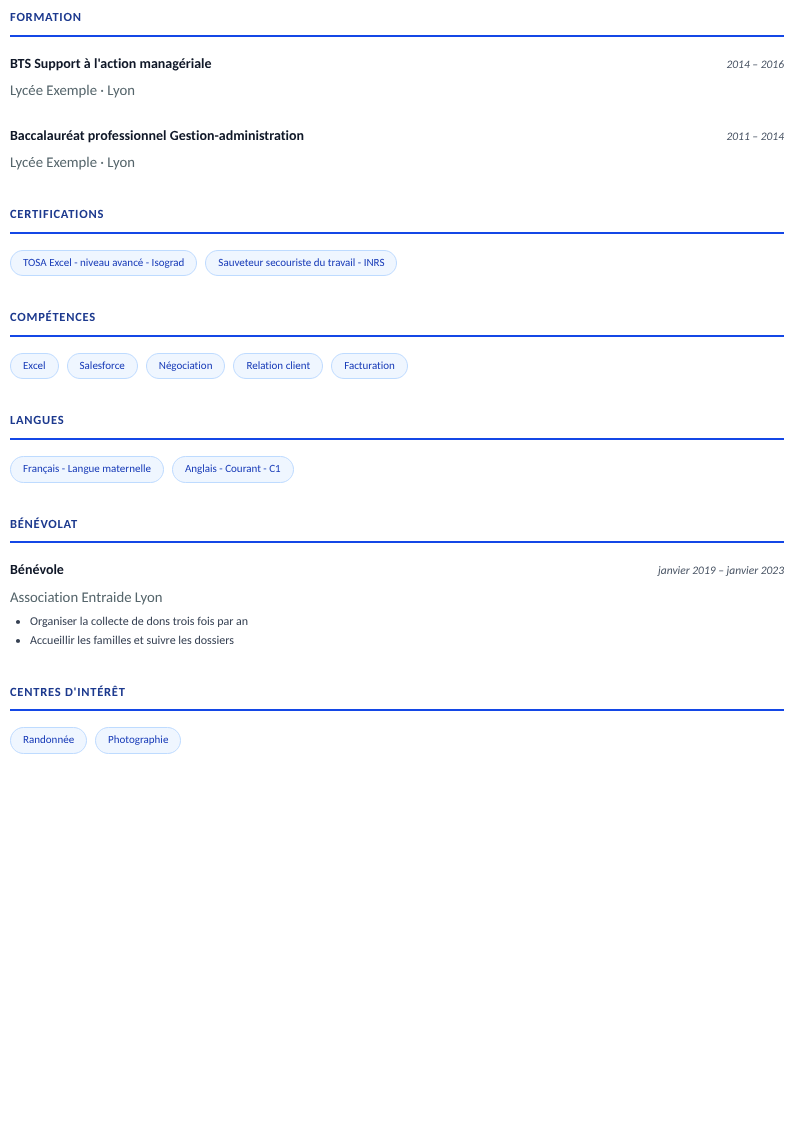 FORMATION
BTS Support à l'action managériale 2014 – 2016
Lycée Exemple · Lyon
Baccalauréat professionnel Gestion-administration 2011 – 2014
Lycée Exemple · Lyon
CERTIFICATIONS
TOSA Excel - niveau avancé - Isograd Sauveteur secouriste du travail - INRS
COMPÉTENCES
Excel Salesforce Négociation Relation client Facturation
LANGUES
Français - Langue maternelle Anglais - Courant - C1
BÉNÉVOLAT
Bénévole janvier 2019 – janvier 2023
Association Entraide Lyon
• Organiser la collecte de dons trois fois par an
• Accueillir les familles et suivre les dossiers
CENTRES D'INTÉRÊT
Randonnée Photographie